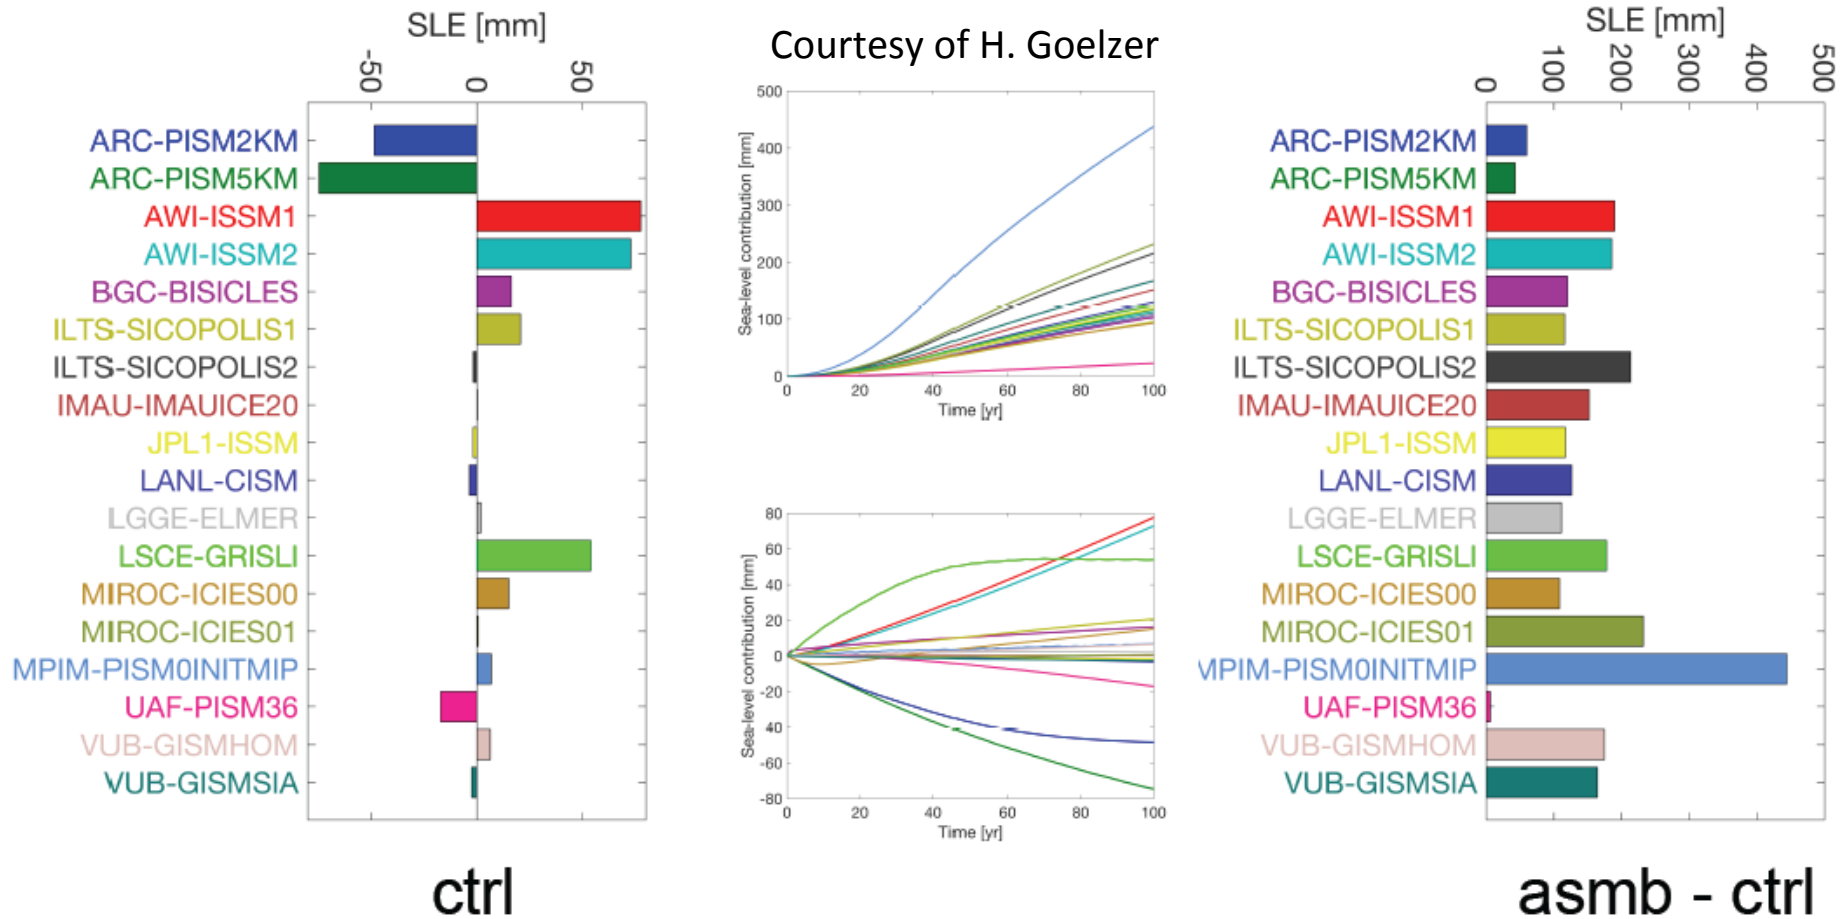 SLE [mm]
-50
0
50
ARC-PISM2KM
ARC-PISM5KM
AWI-ISSM1
AWI-ISSM2
BGC-BISICLES
ILTS-SICOPOLIS1
ILTS-SICOPOLIS2
IMAU-IMAUICE20
JPL1-ISSM
LANL-CISM
LGGE-ELMER
LSCE-GRISLI
MIROC-ICIES00
MIROC-ICIES01
MPIM-PISM0INITMIP
UAF-PISM36
VUB-GISMHOM
VUB-GISMSIA
ctrl
Courtesy of H. Goelzer
500
400
300
200
100
0
Sea-level contribution [mm]
0 20 40 60 80 100
Time [yr]
80
60
40
20
0
-20
-40
-60
-80
Sea-level contribution [mm]
0 20 40 60 80 100
Time [yr]
SLE [mm]
0
100
200
300
400
500
ARC-PISM2KM
ARC-PISM5KM
AWI-ISSM1
AWI-ISSM2
BGC-BISICLES
ILTS-SICOPOLIS1
ILTS-SICOPOLIS2
IMAU-IMAUICE20
JPL1-ISSM
LANL-CISM
LGGE-ELMER
LSCE-GRISLI
MIROC-ICIES00
MIROC-ICIES01
MPIM-PISM0INITMIP
UAF-PISM36
VUB-GISMHOM
VUB-GISMSIA
asmb - ctrl